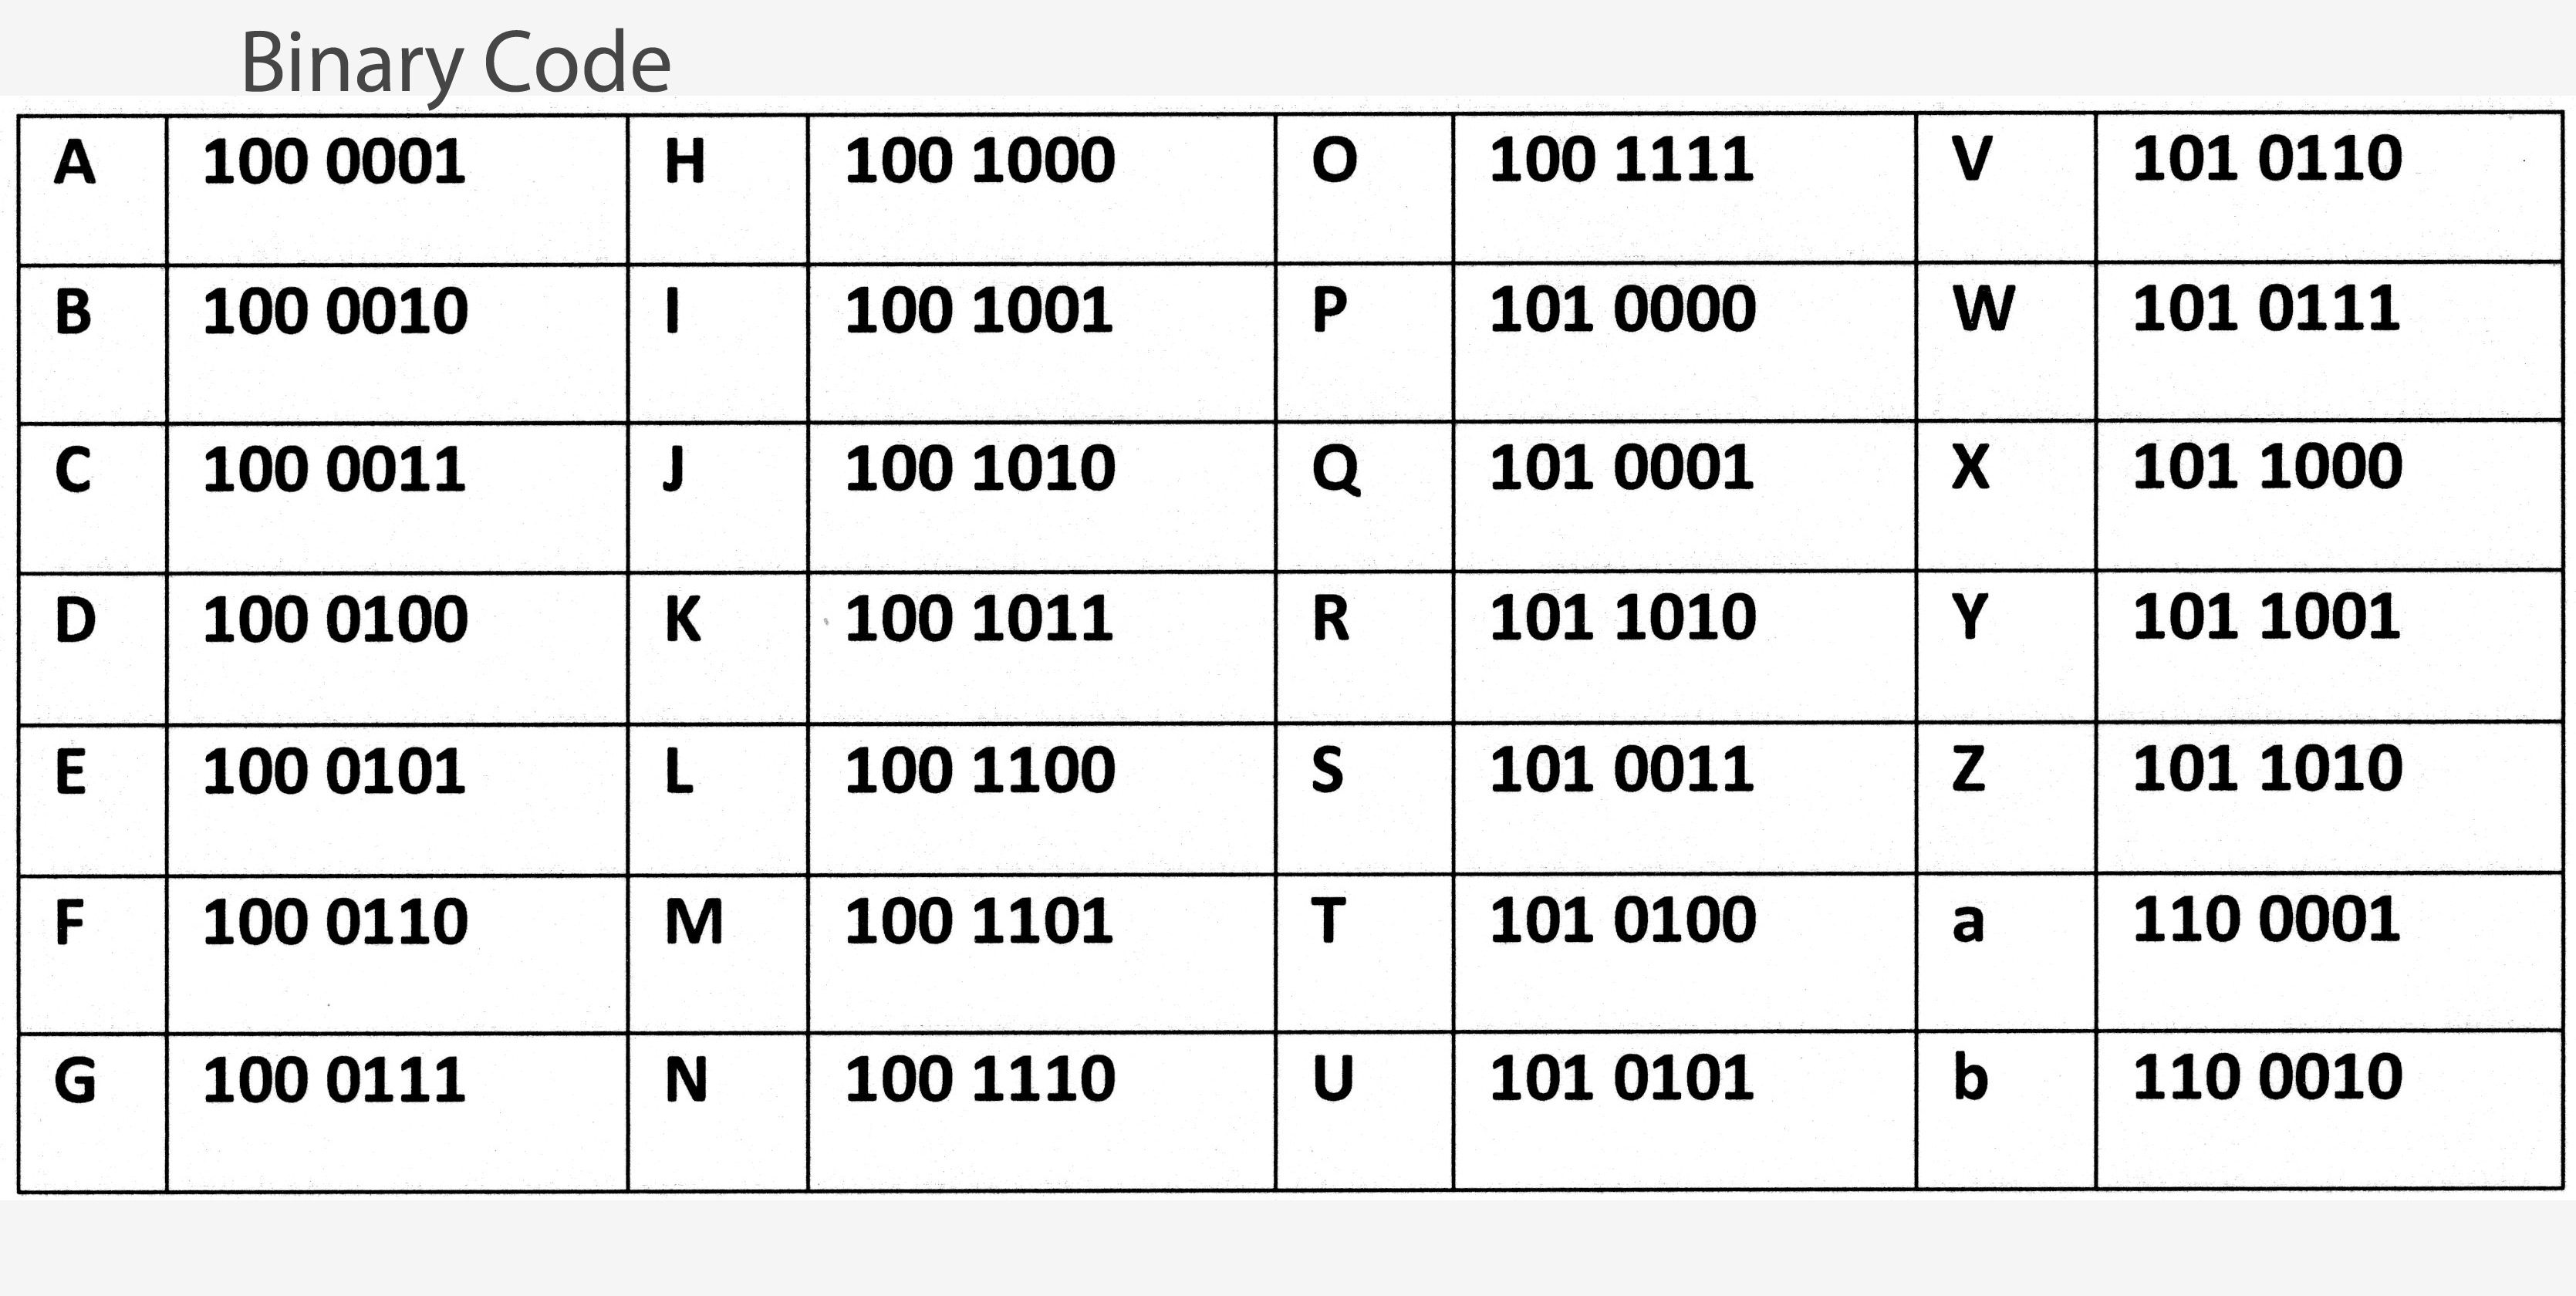 Binary Code
A 100 0001 H 100 1000 O 100 1111 V 101 0110
B 100 0010 I 100 1001 P 101 0000 W 101 0111
C 100 0011 J 100 1010 Q 101 0001 X 101 1000
D 100 0100 K 100 1011 R 101 1010 Y 101 1001
E 100 0101 L 100 1100 S 101 0011 Z 101 1010
F 100 0110 M 100 1101 T 101 0100 a 110 0001
G 100 0111 N 100 1110 U 101 0101 b 110 0010